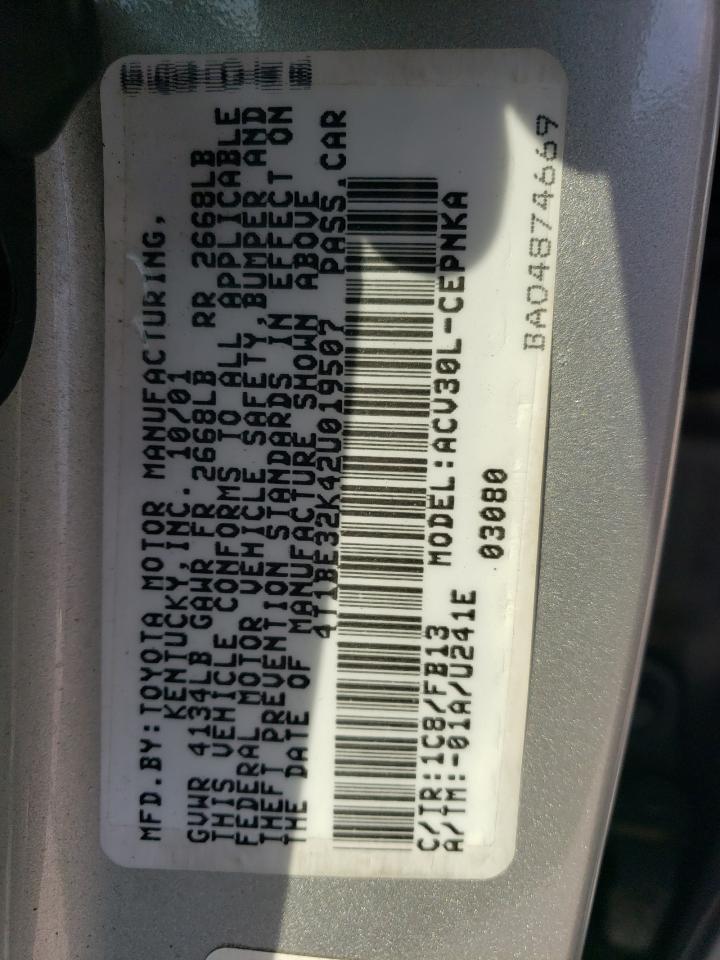 MFD.BY:TOYOTA MOTOR MANUFACTURING,
KENTUCKY,INC. 10/01
GVWR 4134LB GAWR FR 2668LB RR 2668LB
THIS VEHICLE CONFORMS TO ALL APPLICABLE
FEDERAL MOTOR VEHICLE SAFETY,BUMPER AND
THEFT PREVENTION STANDARDS IN EFFECT ON
THE DATE OF MANUFACTURE SHOWN ABOVE
4T1BE32K42U019507 PASS.CAR
C/TR:1C8/FB13 MODEL:ACV30L-CEPNKA
A/TM:-01A/U241E 03080
BA04874669